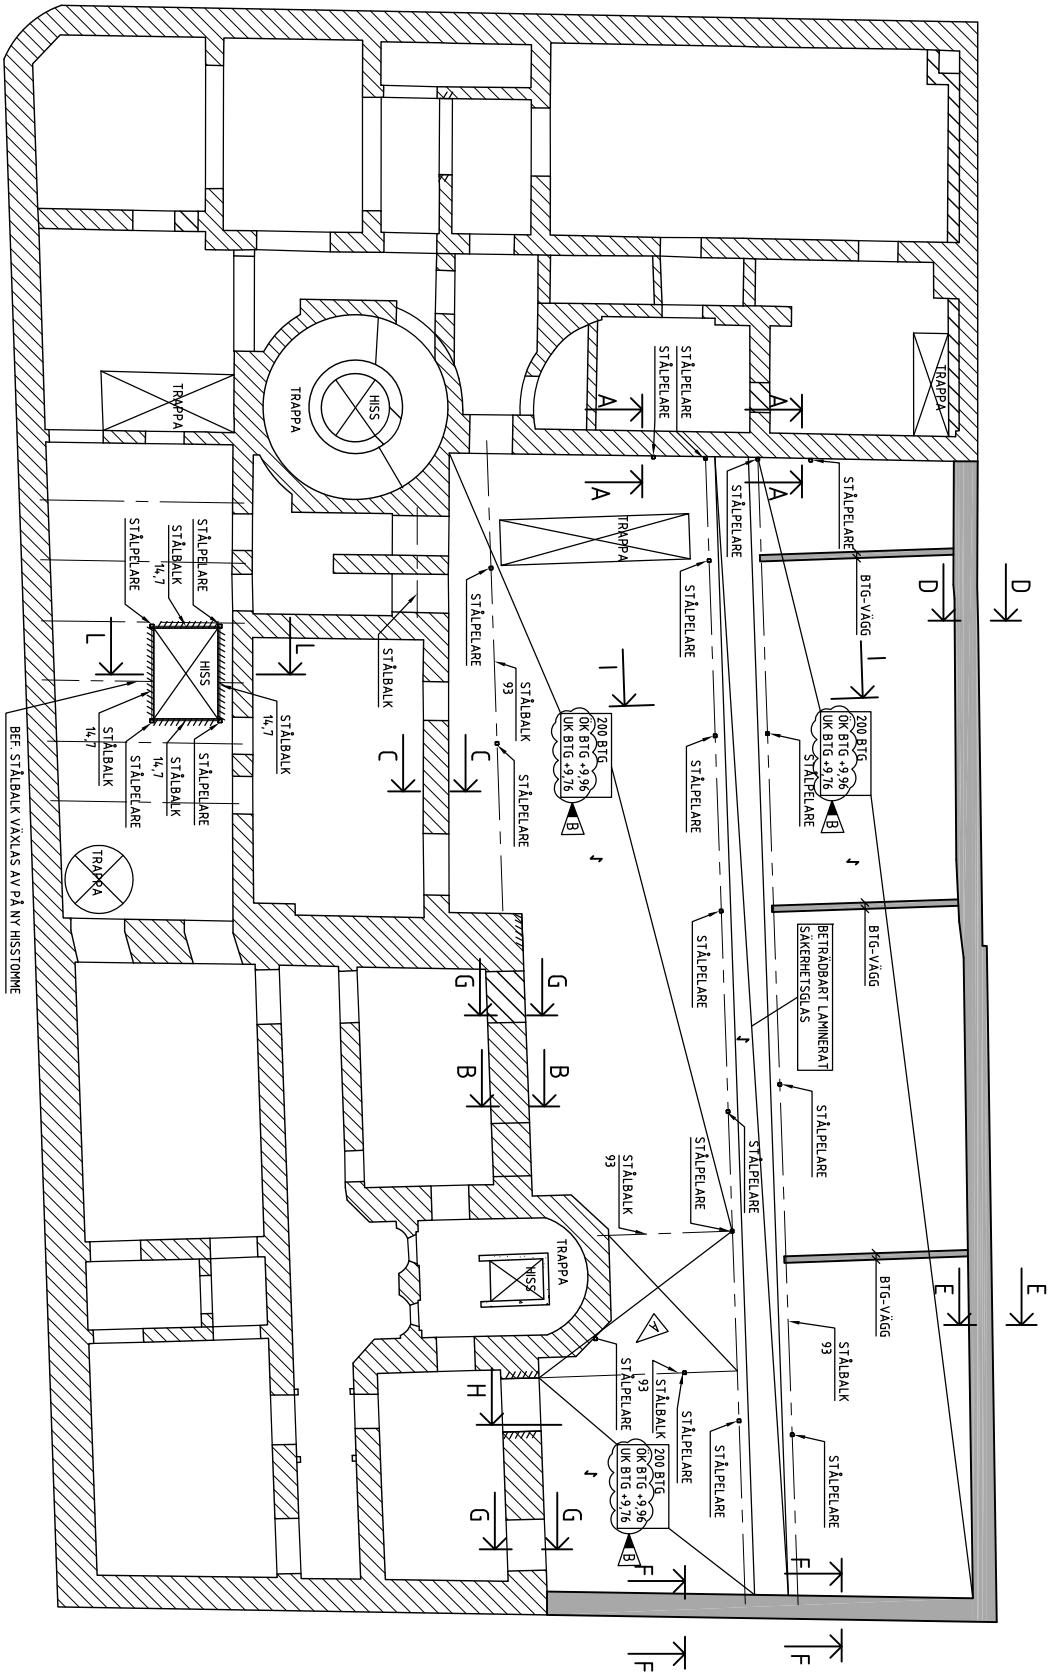 TRAPPA
STÅLPELARE
STÅLPELARE
A
A
HISS
TRAPPA
TRAPPA
A
A
STÅLPELARE
STÅLPELARE
TRAPPA
BTG-VÄGG
D
D
STÅLPELARE
STÅLBALK
14,7
STÅLPELARE
L
L
HISS
STÅLBALK
STÅLPELARE
STÅLPELARE
I
I
STÅLBALK
93
200 BTG
ÖK BTG +9,96
UK BTG +9,76
B
200 BTG
ÖK BTG +9,96
UK BTG +9,76
B
STÅLPELARE
STÅLBALK
14,7
STÅLBALK
14,7
STÅLPELARE
STÅLBALK
14,7
STÅLPELARE
C
C
STÅLPELARE
STÅLPELARE
BEF. STÅLBALK VÄXLAS AV PÅ NY HISSTOMME
TRAPPA
BTG-VÄGG
BETRÄDBART LAMINERAT
SÄKERHETSGLAS
STÅLPELARE
G
G
B
B
STÅLPELARE
STÅLPELARE
STÅLPELARE
STÅLBALK
93
TRAPPA
HISS
BTG-VÄGG
E
E
A
STÅLBALK
93
STÅLPELARE
STÅLBALK
93
STÅLPELARE
H
STÅLPELARE
STÅLPELARE
200 BTG
ÖK BTG +9,96
UK BTG +9,76
B
G
G
F
F
F
F